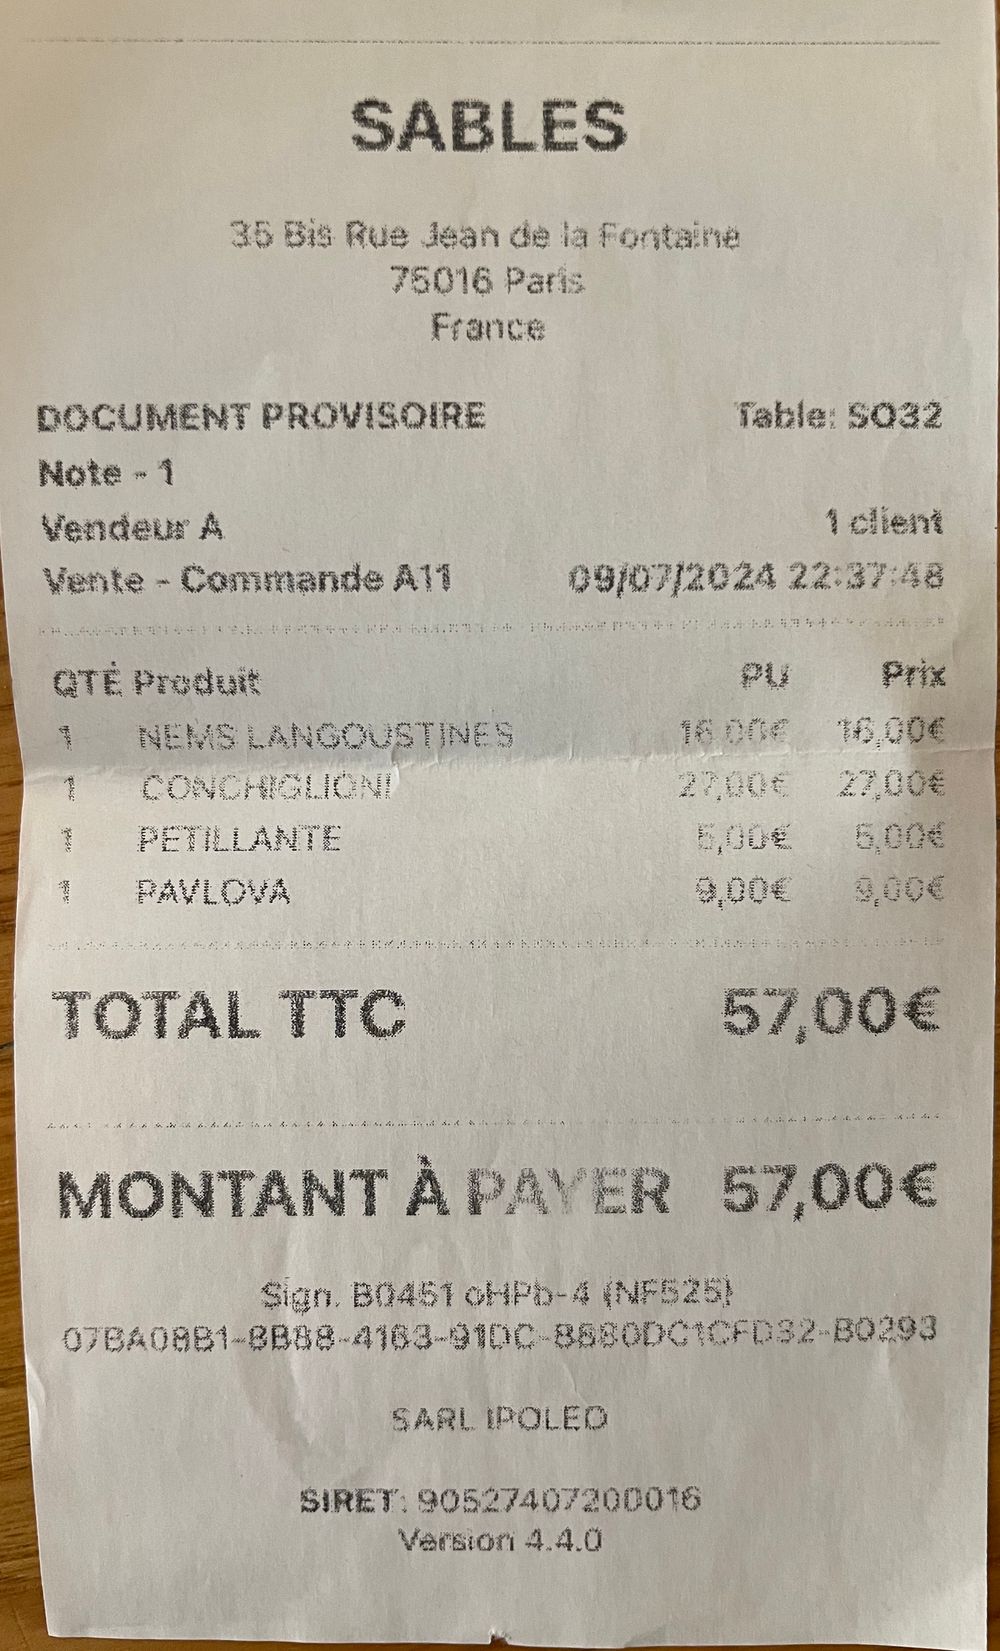 SABLES
35 Bis Rue Jean de la Fontaine
75016 Paris
France
DOCUMENT PROVISOIRE Table: SO32
Note - 1
Vendeur A 1 client
Vente - Commande A11 09/07/2024 22:37:48
QTÉ Produit PU Prix
1 NEMS LANGOUSTINES 16,00€ 16,00€
1 CONCHIGLIONI 27,00€ 27,00€
1 PETILLANTE 5,00€ 5,00€
1 PAVLOVA 9,00€ 9,00€
TOTAL TTC 57,00€
MONTANT À PAYER 57,00€
Sign. B0451 oHPb-4 (NF525)
07BA08B1-8B88-4163-91DC-8880DC1CFD32-B0293
SARL IPOLEO
SIRET: 90527407200016
Version 4.4.0